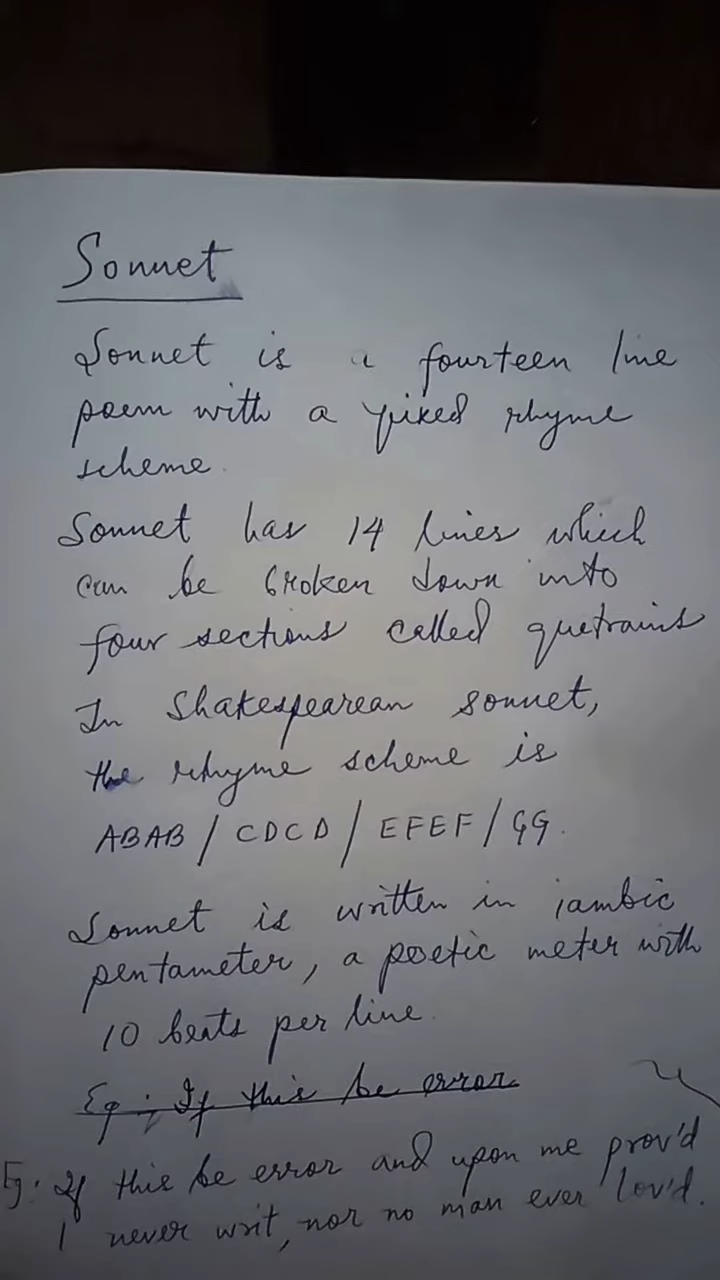 Sonnet
Sonnet is a fourteen line
poem with a fixed rhyme
scheme.
Sonnet has 14 lines which
can be broken down into
four sections called quetrains
In Shakespearean sonnet,
the rhyme scheme is
ABAB / CDCD / EFEF / GG.
Sonnet is written in iambic
pentameter, a poetic meter with
10 beats per line.
Eg : If this be error
Eg: If this be error and upon me prov'd
I never writ, nor no man ever lov'd.